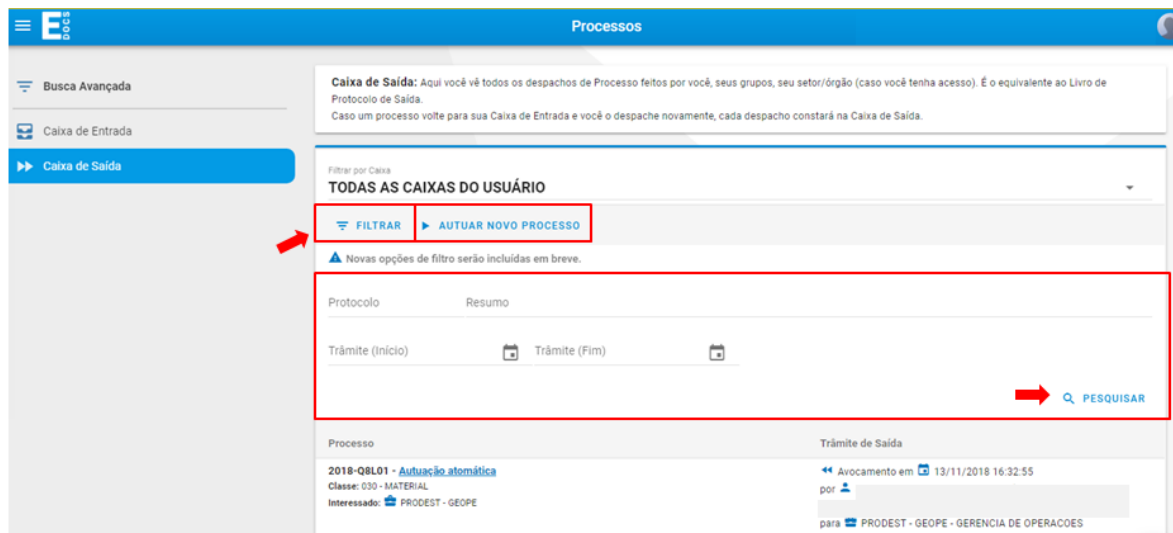 E DOCS
Processos
Busca Avançada
Caixa de Entrada
Caixa de Saída
Caixa de Saída: Aqui você vê todos os despachos de Processo feitos por você, seus grupos, seu setor/órgão (caso você tenha acesso). É o equivalente ao Livro de
Protocolo de Saída.
Caso um processo volte para sua Caixa de Entrada e você o despache novamente, cada despacho constará na Caixa de Saída.
Filtrar por Caixa
TODAS AS CAIXAS DO USUÁRIO
FILTRAR AUTUAR NOVO PROCESSO
Novas opções de filtro serão incluídas em breve.
Protocolo Resumo
Trâmite (Início) Trâmite (Fim)
PESQUISAR
Processo Trâmite de Saída
2018-Q8L01 - Autuação atomática
Classe: 030 - MATERIAL
Interessado: PRODEST - GEOPE
Avocamento em 13/11/2018 16:32:55
por
para PRODEST - GEOPE - GERENCIA DE OPERACOES